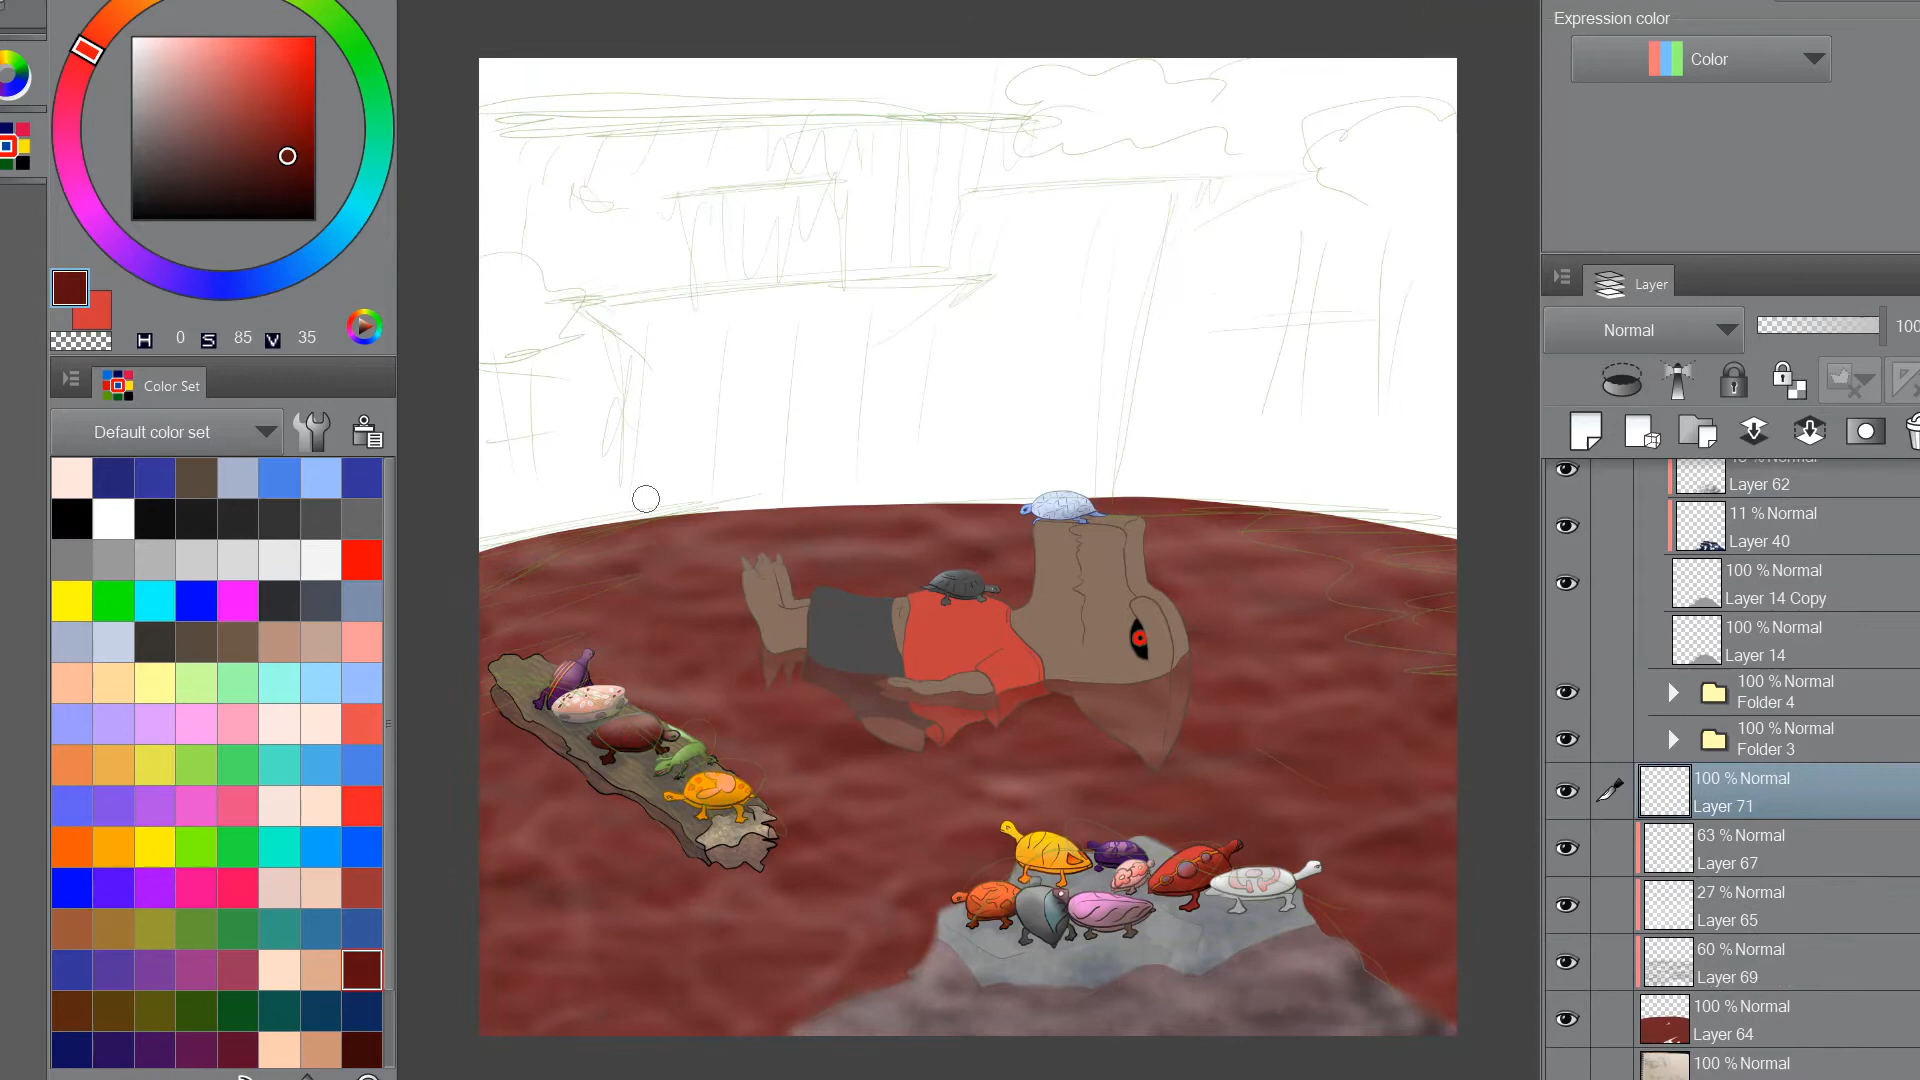 Expression color
Color
H 0 S 85 V 35
Color Set
Default color set
Layer
Normal
100
Layer 62
11 % Normal
Layer 40
100 % Normal
Layer 14 Copy
100 % Normal
Layer 14
100 % Normal
Folder 4
100 % Normal
Folder 3
100 % Normal
Layer 71
63 % Normal
Layer 67
27 % Normal
Layer 65
60 % Normal
Layer 69
100 % Normal
Layer 64
100 % Normal